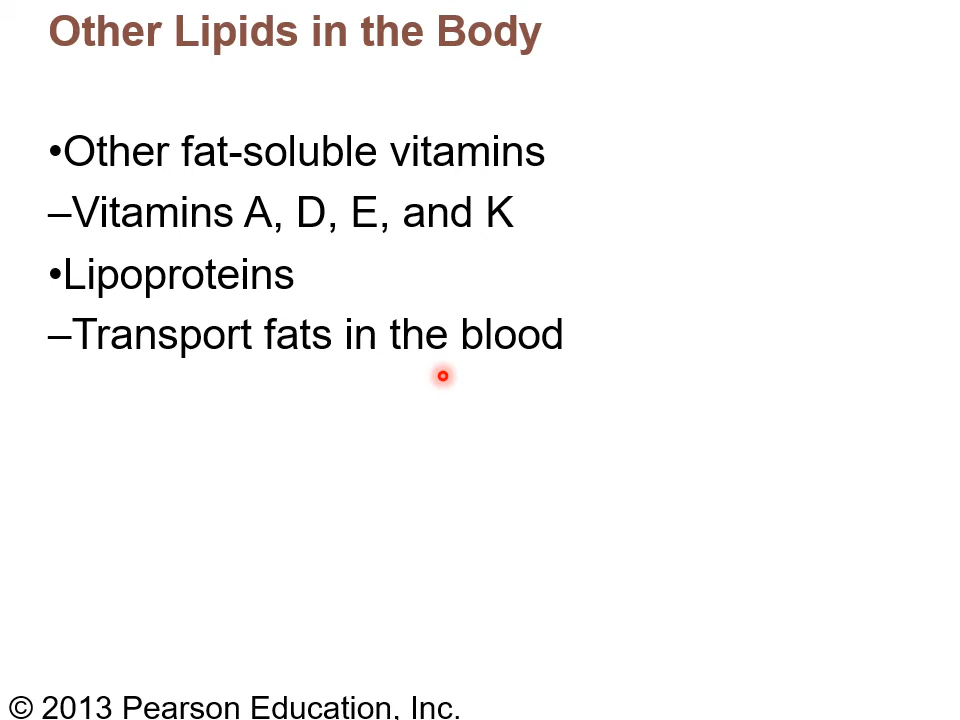 Other Lipids in the Body
•Other fat-soluble vitamins
–Vitamins A, D, E, and K
•Lipoproteins
–Transport fats in the blood
© 2013 Pearson Education, Inc.